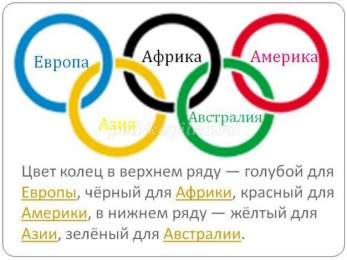 Европа
Африка
Америка
Азия
Австралия
Цвет колец в верхнем ряду — голубой для
Европы, чёрный для Африки, красный для
Америки, в нижнем ряду — жёлтый для
Азии, зелёный для Австралии.